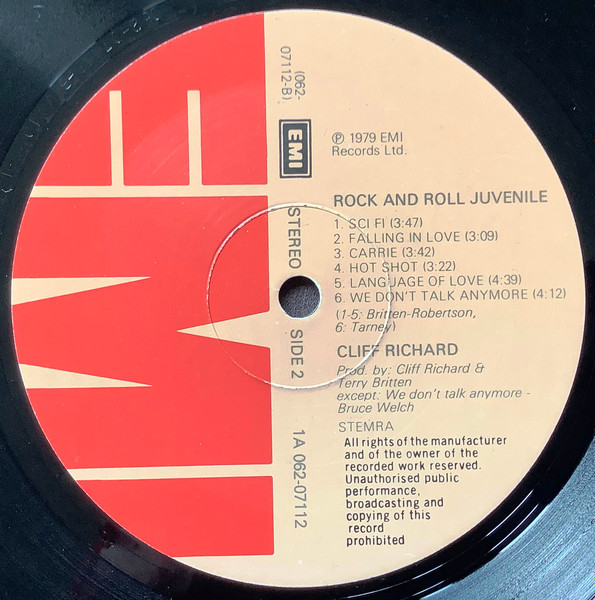 (062-
07112-B)
EMI
STEREO
SIDE 2
1A 062-07112
EMI
℗ 1979 EMI
Records Ltd.
ROCK AND ROLL JUVENILE
1. SCI FI (3:47)
2. FALLING IN LOVE (3:09)
3. CARRIE (3:42)
4. HOT SHOT (3:22)
5. LANGUAGE OF LOVE (4:39)
6. WE DON'T TALK ANYMORE (4:12)
(1-5: Britten-Robertson,
6: Tarney)
CLIFF RICHARD
Prod. by: Cliff Richard &
Terry Britten
except: We don't talk anymore -
Bruce Welch
STEMRA
All rights of the manufacturer
and of the owner of the
recorded work reserved.
Unauthorised public
performance,
broadcasting and
copying of this
record
prohibited